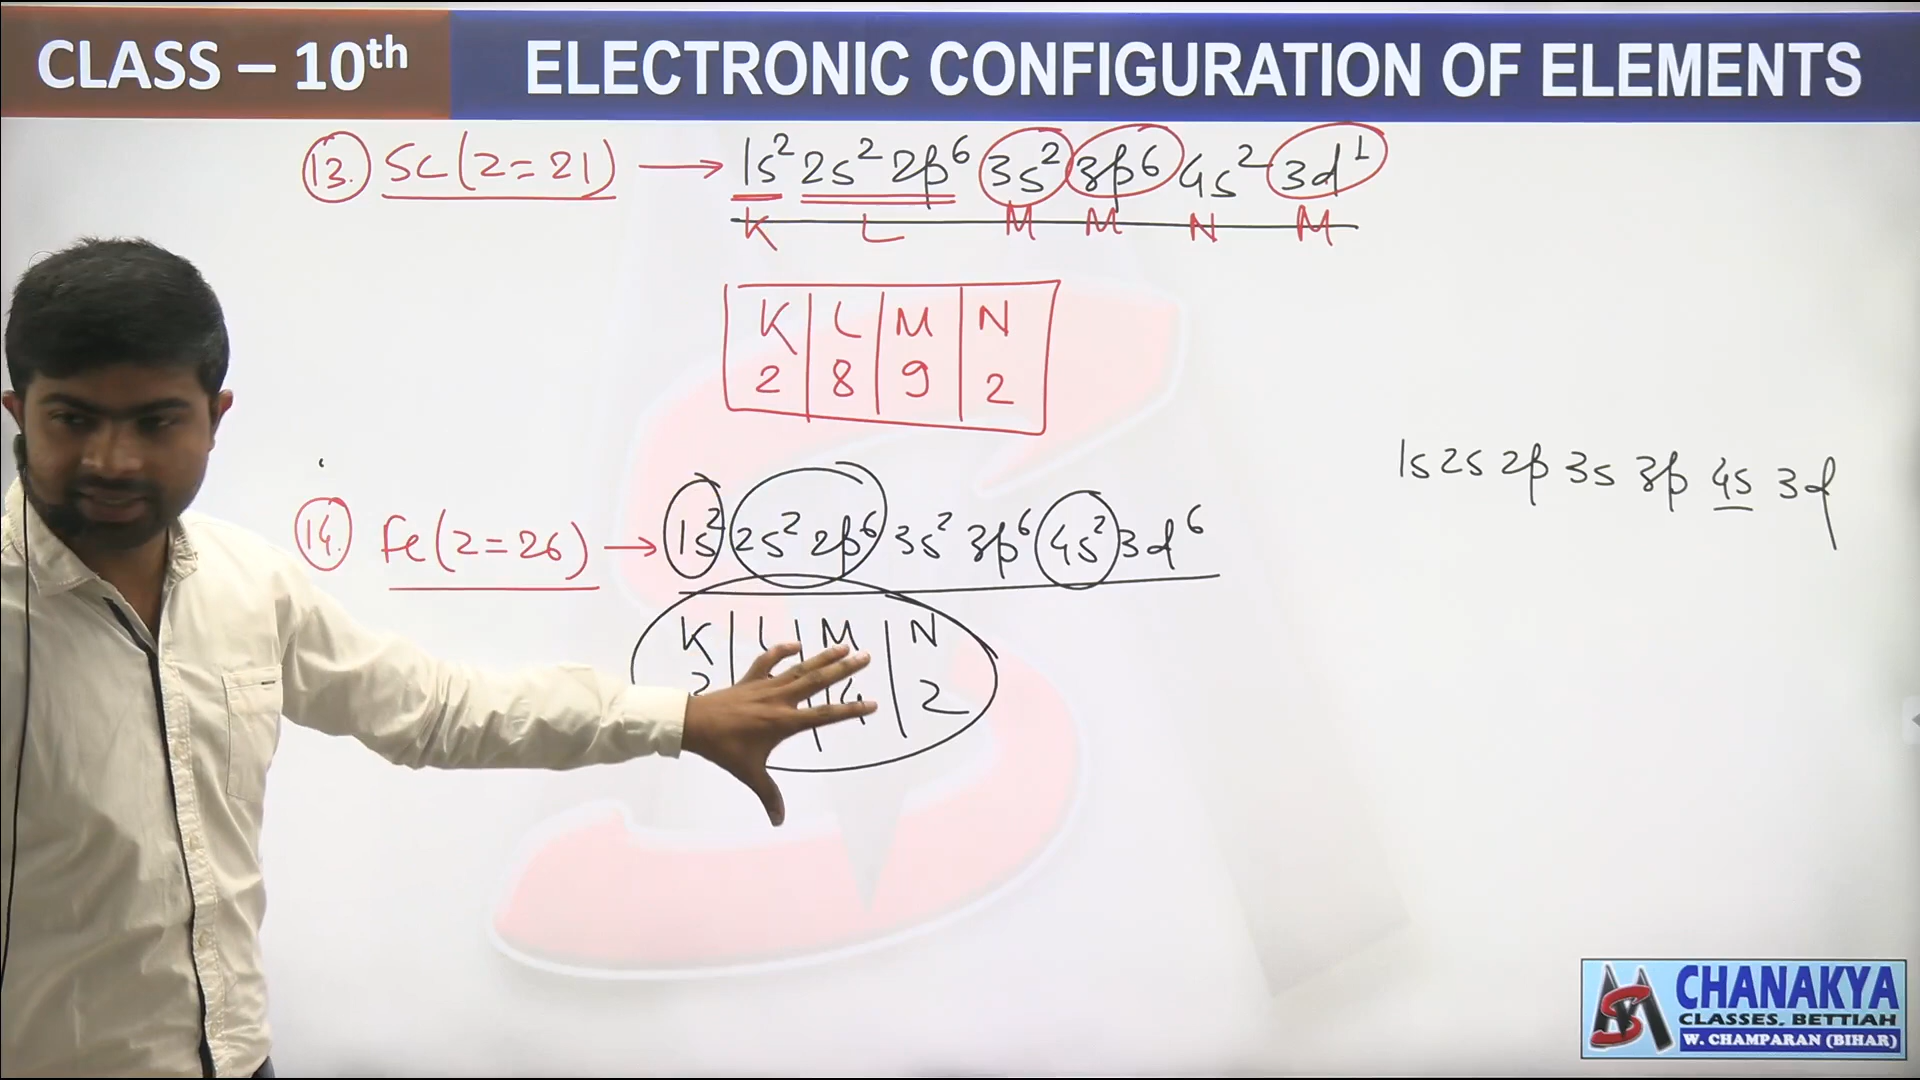 CLASS – 10th
ELECTRONIC CONFIGURATION OF ELEMENTS
13. Sc(Z=21) → 1s² 2s² 2p⁶ 3s² 3p⁶ 4s² 3d¹
K L M M N M
K L M N
2 8 9 2
1s 2s 2p 3s 3p 4s 3d
14. Fe(Z=26) → 1s² 2s² 2p⁶ 3s² 3p⁶ 4s² 3d⁶
K L M N
2 14 2
CHANAKYA
CLASSES, BETTIAH
W. CHAMPARAN (BIHAR)